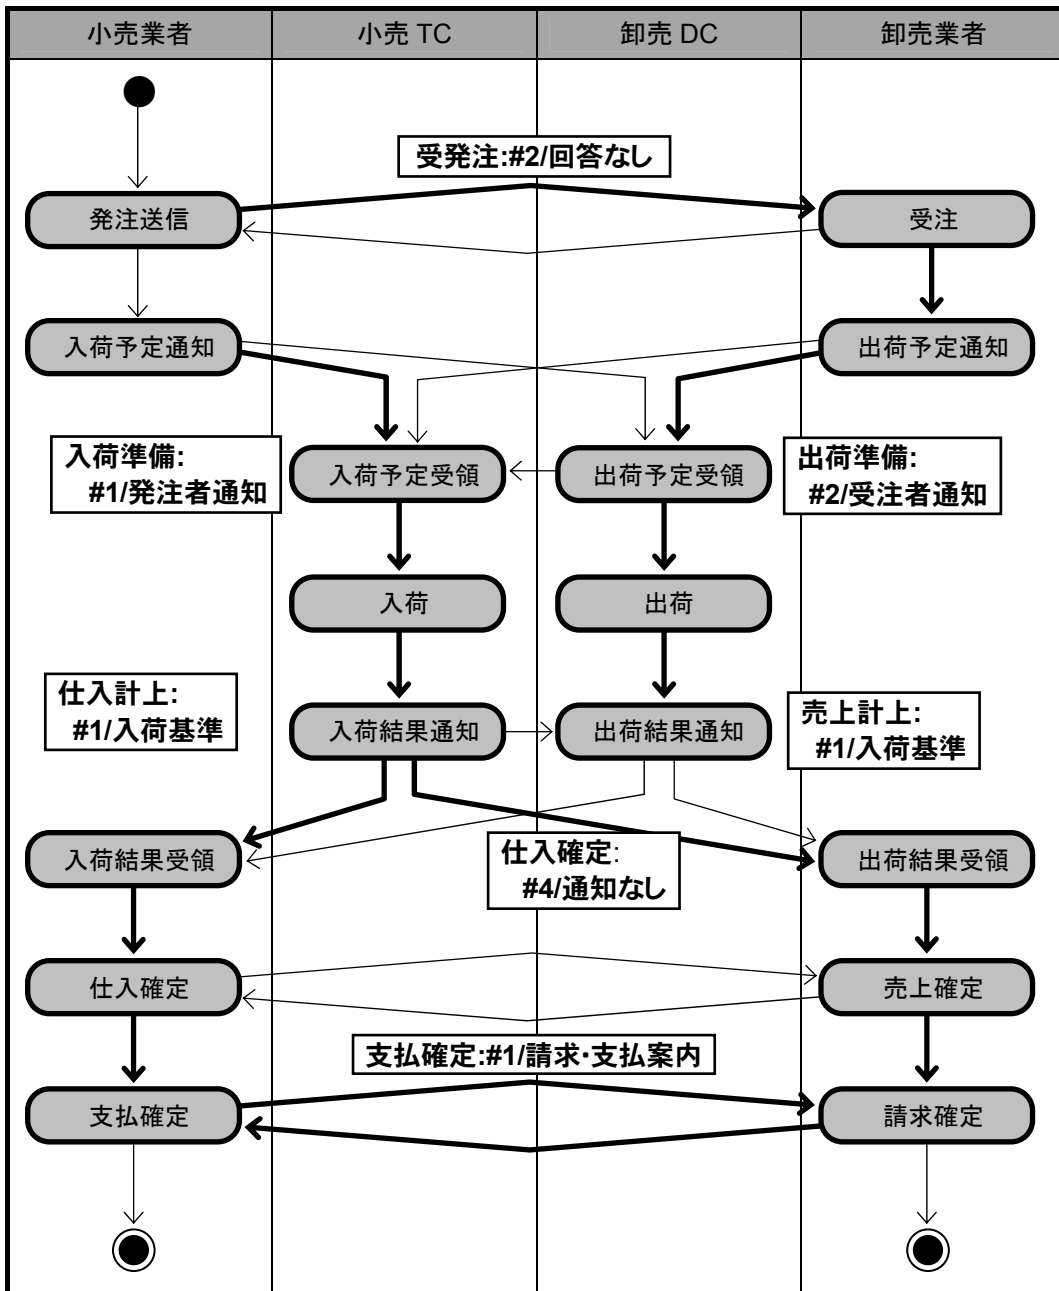 小売業者
小売 TC
卸売 DC
卸売業者
受発注:#2/回答なし
発注送信
受注
入荷予定通知
出荷予定通知
入荷準備:
#1/発注者通知
入荷予定受領
出荷予定受領
出荷準備:
#2/受注者通知
入荷
出荷
仕入計上:
#1/入荷基準
入荷結果通知
出荷結果通知
売上計上:
#1/入荷基準
入荷結果受領
仕入確定:
#4/通知なし
出荷結果受領
仕入確定
売上確定
支払確定:#1/請求・支払案内
支払確定
請求確定